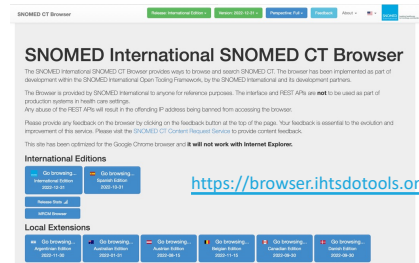 SNOMED CT Browser
Release: International Edition
Version: 2022-12-31
Perspective: Full
Feedback
About
SNOMED
SNOMED International SNOMED CT Browser
The SNOMED International SNOMED CT Browser provides ways to browse and search SNOMED CT. The browser has been implemented as part of
development within the SNOMED International Open Tooling Framework, by the SNOMED International and its development partners.
The Browser is provided by SNOMED International to anyone for reference purposes. The interface and REST APIs are not to be used as part of
production systems in health care settings.
Any abuse of the REST APIs will result in the offending IP address being banned from accessing the browser.
Please provide any feedback on the browser by clicking on the feedback button at the top of the page. Your feedback is essential to the evolution and
improvement of this service. Please visit the SNOMED CT Content Request Service to provide content feedback.
This site has been optimized for the Google Chrome browser and it will not work with Internet Explorer.
International Editions
Go browsing...
International Edition
2022-12-31
Go browsing...
Spanish Edition
2022-10-31
https://browser.ihtsdotools.or
Release Stats
MRCM Browser
Local Extensions
Go browsing...
Argentinian Edition
2022-11-30
Go browsing...
Australian Edition
2022-01-31
Go browsing...
Austrian Edition
2022-08-15
Go browsing...
Belgian Edition
2022-11-15
Go browsing...
Canadian Edition
2022-09-30
Go browsing...
Danish Edition
2022-09-30